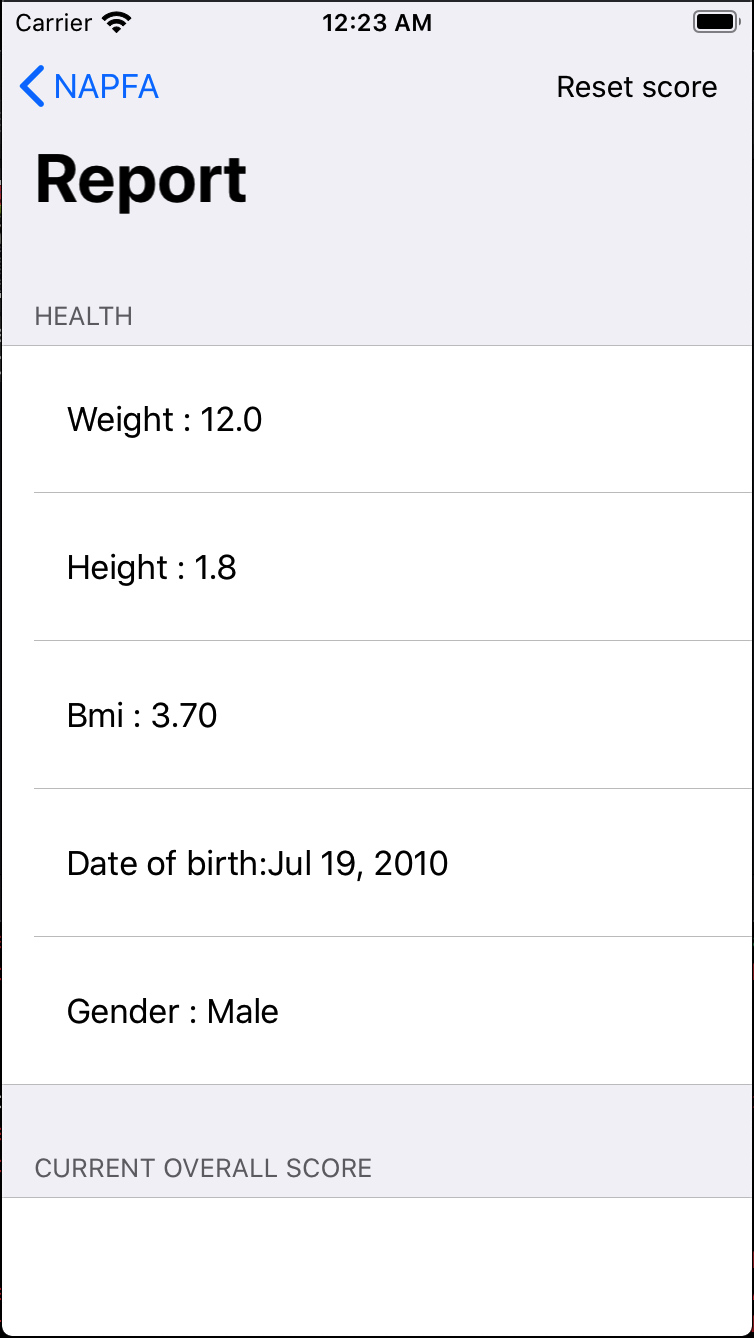 Carrier 12:23 AM
NAPFA Reset score
Report
HEALTH
Weight : 12.0
Height : 1.8
Bmi : 3.70
Date of birth:Jul 19, 2010
Gender : Male
CURRENT OVERALL SCORE